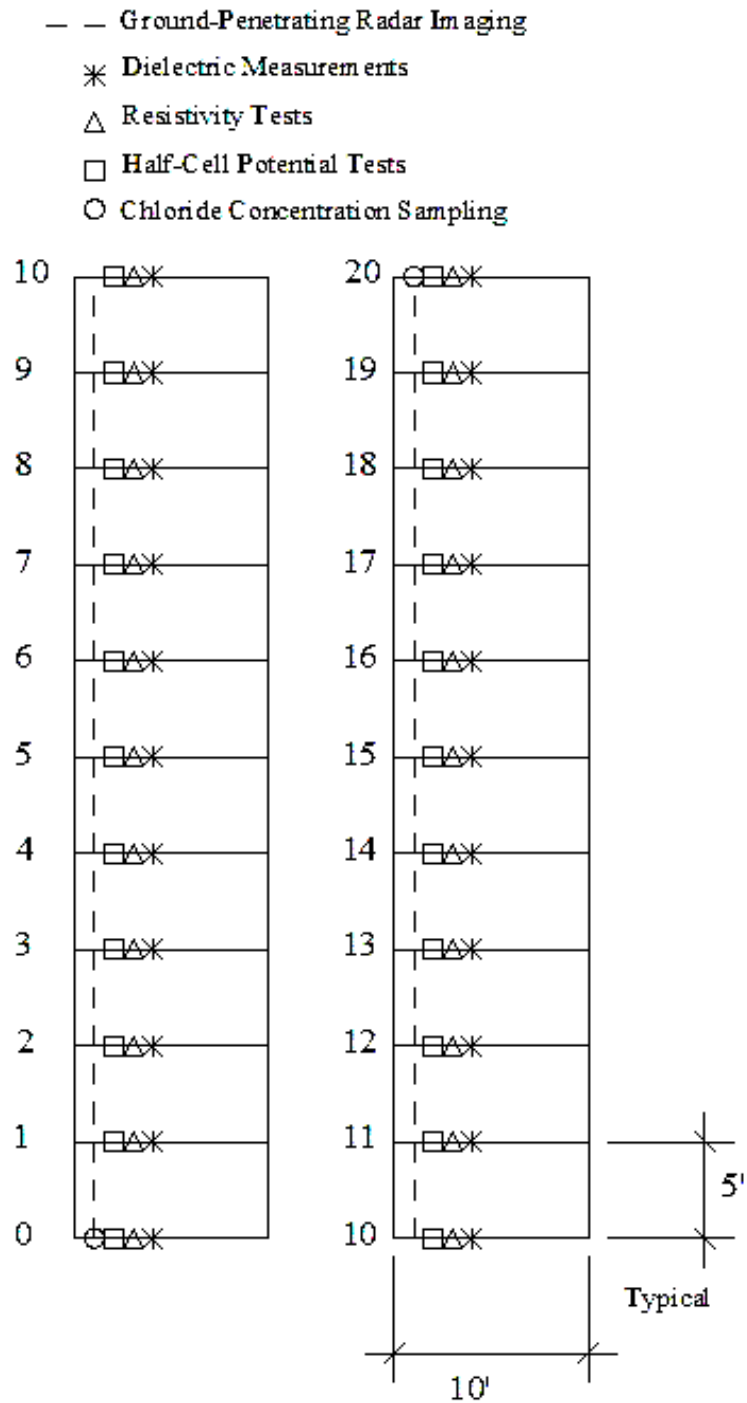 Ground-Penetrating Radar Imaging
Dielectric Measurements
Resistivity Tests
Half-Cell Potential Tests
Chloride Concentration Sampling
10 20
9 19
8 18
7 17
6 16
5 15
4 14
3 13
2 12
1 11
5'
0 10
Typical
10'